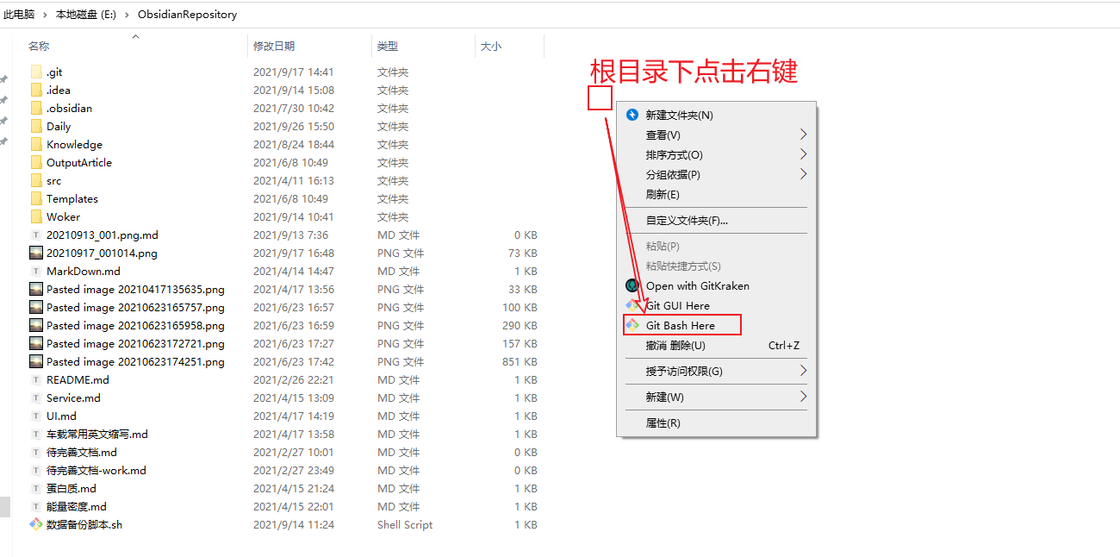 此电脑 › 本地磁盘 (E:) › ObsidianRepository
名称 修改日期 类型 大小
.git 2021/9/17 14:41 文件夹
.idea 2021/9/14 15:08 文件夹
.obsidian 2021/7/30 10:42 文件夹
Daily 2021/9/26 15:50 文件夹
Knowledge 2021/8/24 18:44 文件夹
OutputArticle 2021/6/8 10:49 文件夹
src 2021/4/11 16:13 文件夹
Templates 2021/6/8 10:49 文件夹
Woker 2021/9/14 10:41 文件夹
20210913_001.png.md 2021/9/13 7:36 MD 文件 0 KB
20210917_001014.png 2021/9/17 16:48 PNG 文件 73 KB
MarkDown.md 2021/4/14 14:47 MD 文件 1 KB
Pasted image 20210417135635.png 2021/4/17 13:56 PNG 文件 33 KB
Pasted image 20210623165757.png 2021/6/23 16:57 PNG 文件 100 KB
Pasted image 20210623165958.png 2021/6/23 16:59 PNG 文件 290 KB
Pasted image 20210623172721.png 2021/6/23 17:27 PNG 文件 157 KB
Pasted image 20210623174251.png 2021/6/23 17:42 PNG 文件 851 KB
README.md 2021/2/26 22:21 MD 文件 1 KB
Service.md 2021/4/15 13:09 MD 文件 1 KB
UI.md 2021/4/17 14:19 MD 文件 1 KB
车载常用英文缩写.md 2021/4/17 13:58 MD 文件 1 KB
待完善文档.md 2021/2/27 10:01 MD 文件 0 KB
待完善文档-work.md 2021/2/27 23:49 MD 文件 0 KB
蛋白质.md 2021/4/15 21:24 MD 文件 1 KB
能量密度.md 2021/4/15 22:01 MD 文件 1 KB
数据备份脚本.sh 2021/9/14 11:24 Shell Script 1 KB
根目录下点击右键
新建文件夹(N)
查看(V)
排序方式(O)
分组依据(P)
刷新(E)
自定义文件夹(F)...
粘贴(P)
粘贴快捷方式(S)
Open with GitKraken
Git GUI Here
Git Bash Here
撤消 删除(U) Ctrl+Z
授予访问权限(G)
新建(W)
属性(R)